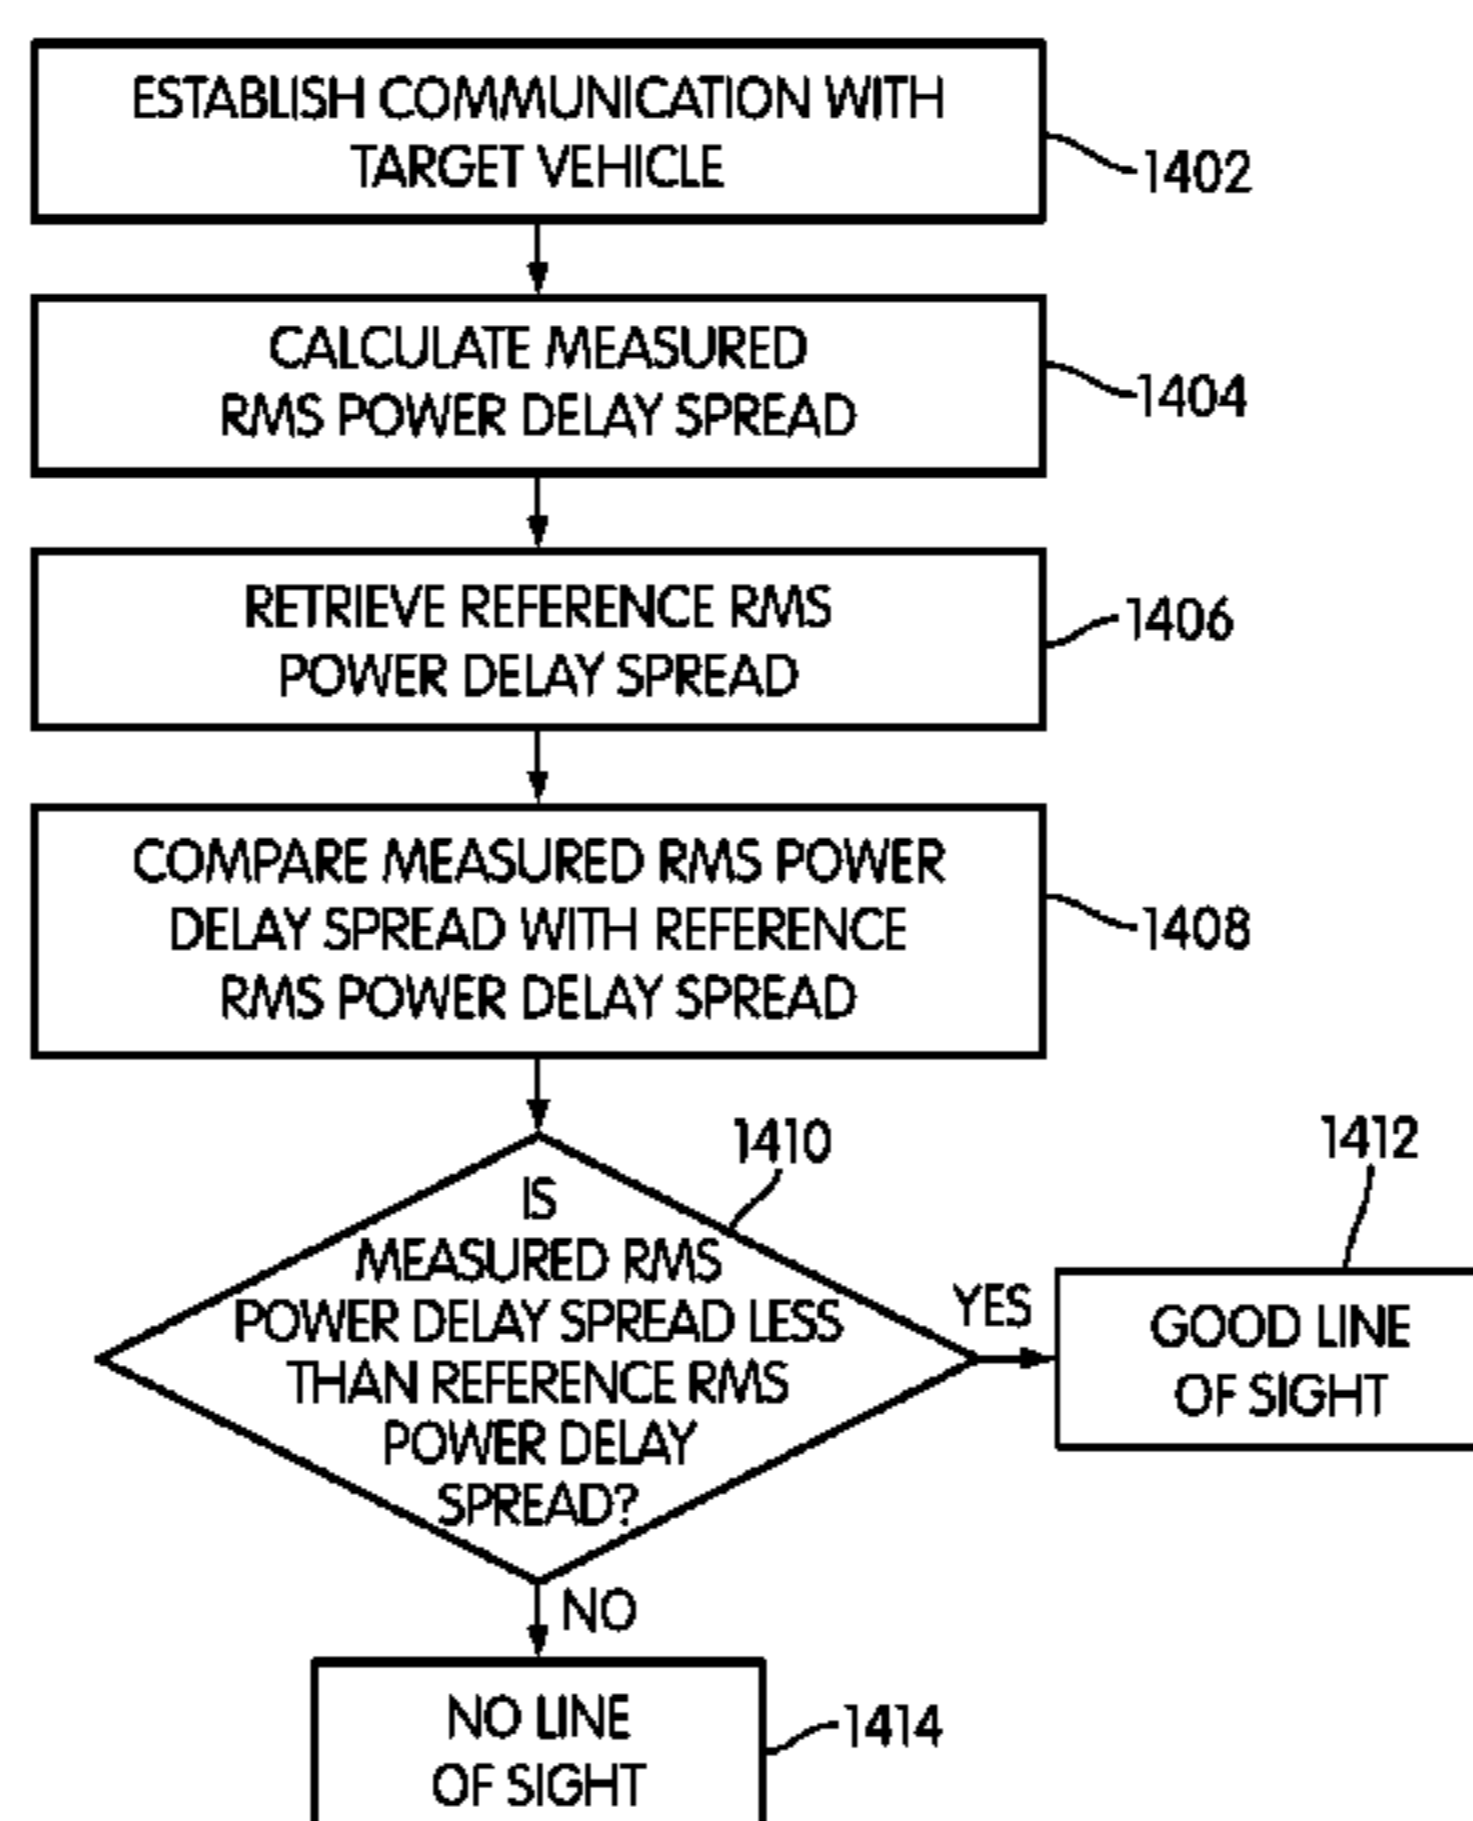 ESTABLISH COMMUNICATION WITH
TARGET VEHICLE
1402
CALCULATE MEASURED
RMS POWER DELAY SPREAD
1404
RETRIEVE REFERENCE RMS
POWER DELAY SPREAD
1406
COMPARE MEASURED RMS POWER
DELAY SPREAD WITH REFERENCE
RMS POWER DELAY SPREAD
1408
1410
IS
MEASURED RMS
POWER DELAY SPREAD LESS
THAN REFERENCE RMS
POWER DELAY
SPREAD?
YES
1412
GOOD LINE
OF SIGHT
NO
NO LINE
OF SIGHT
1414